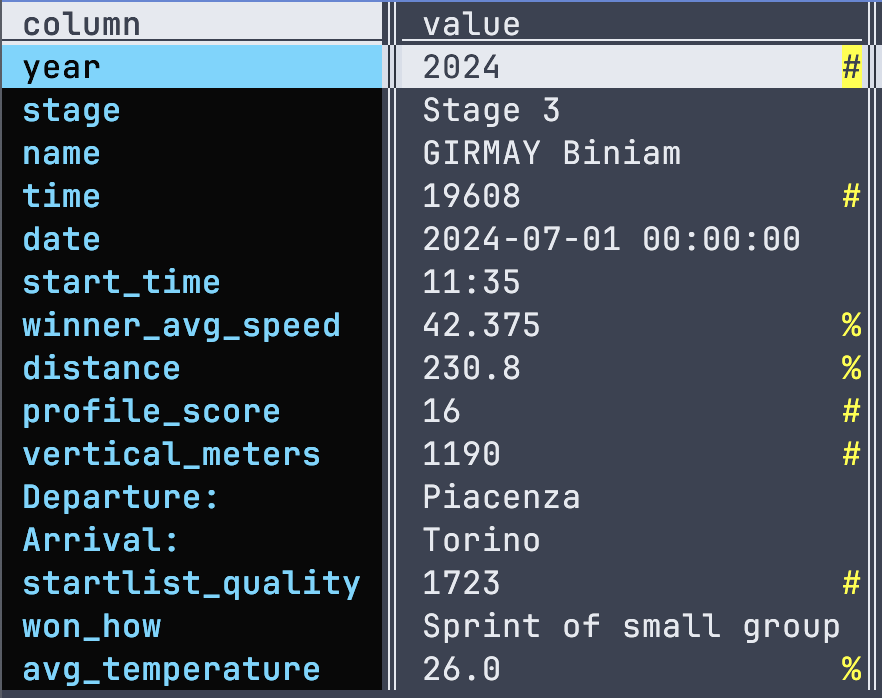 column value
year 2024 #
stage Stage 3
name GIRMAY Biniam
time 19608 #
date 2024-07-01 00:00:00
start_time 11:35
winner_avg_speed 42.375 %
distance 230.8 %
profile_score 16 #
vertical_meters 1190 #
Departure: Piacenza
Arrival: Torino
startlist_quality 1723 #
won_how Sprint of small group
avg_temperature 26.0 %